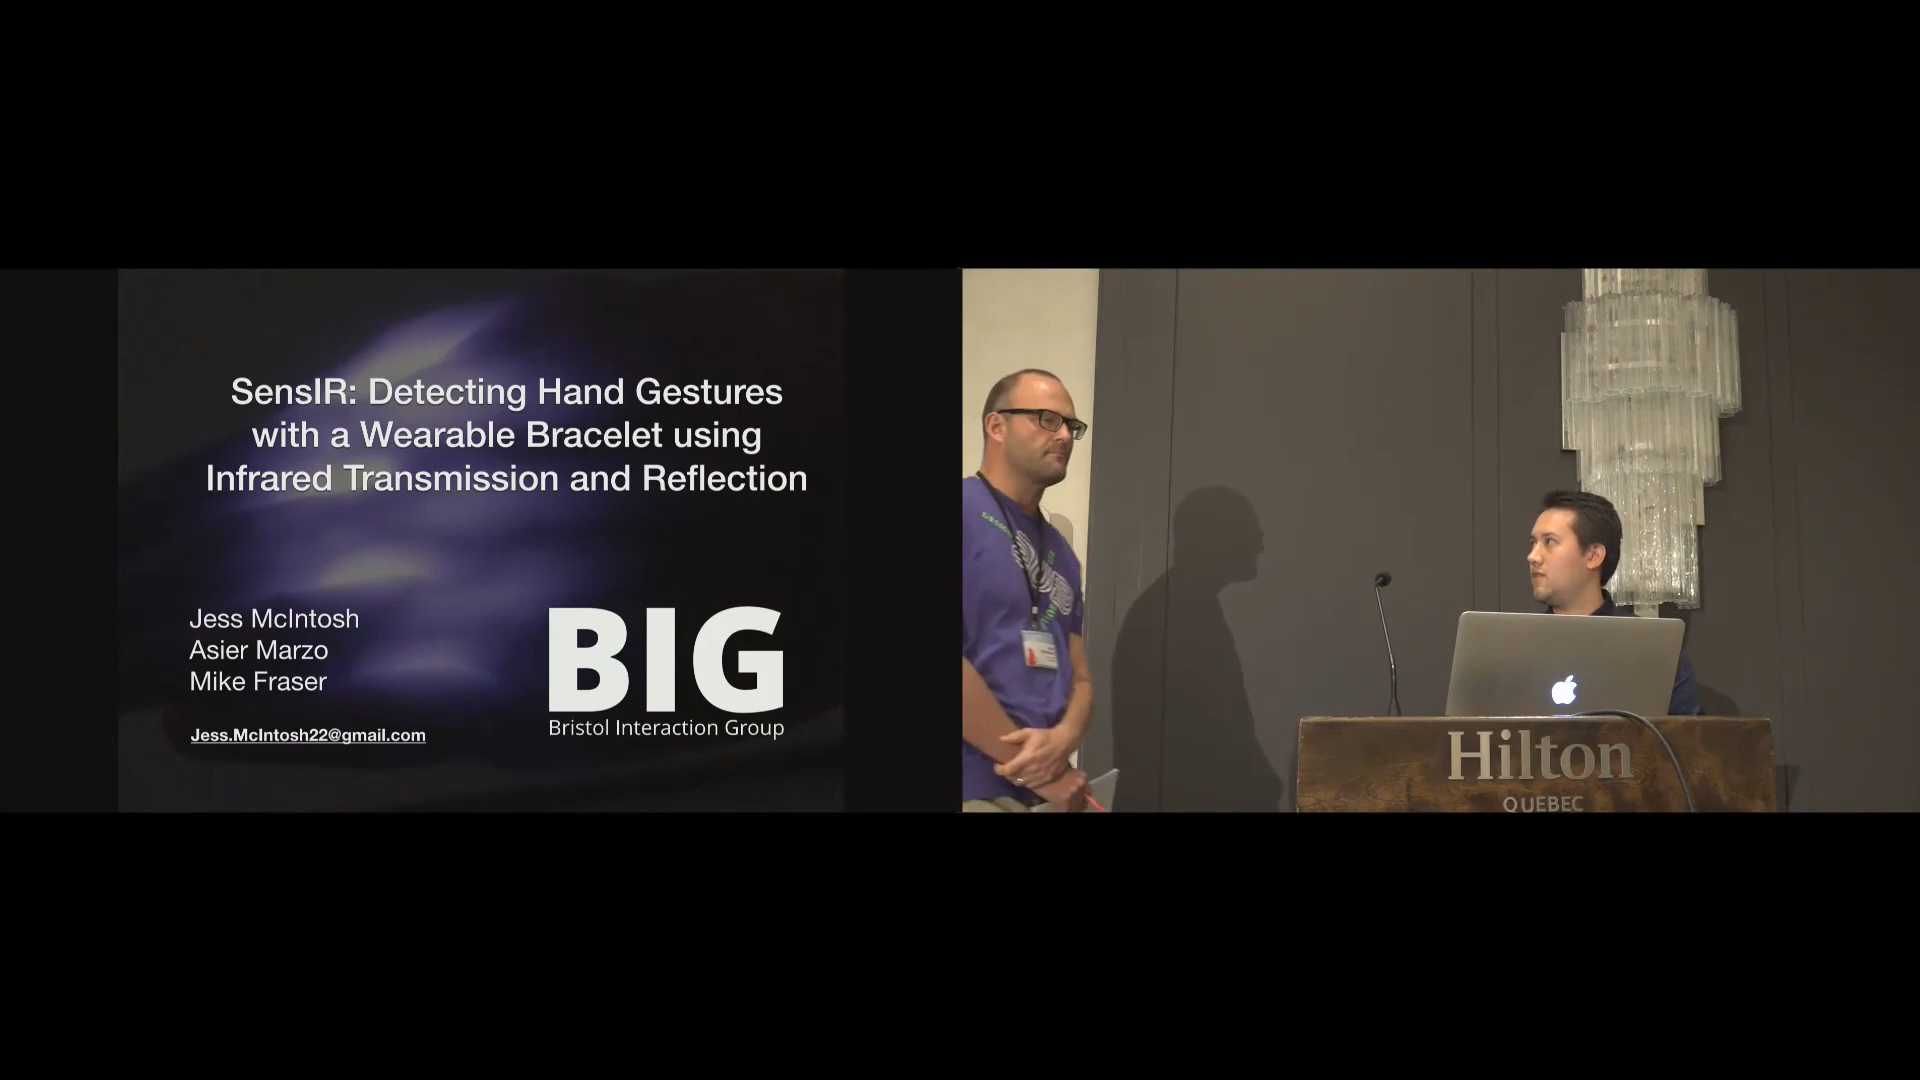 SensIR: Detecting Hand Gestures
with a Wearable Bracelet using
Infrared Transmission and Reflection
Jess McIntosh
Asier Marzo
Mike Fraser
Jess.McIntosh22@gmail.com
BIG
Bristol Interaction Group
Hilton
QUEBEC